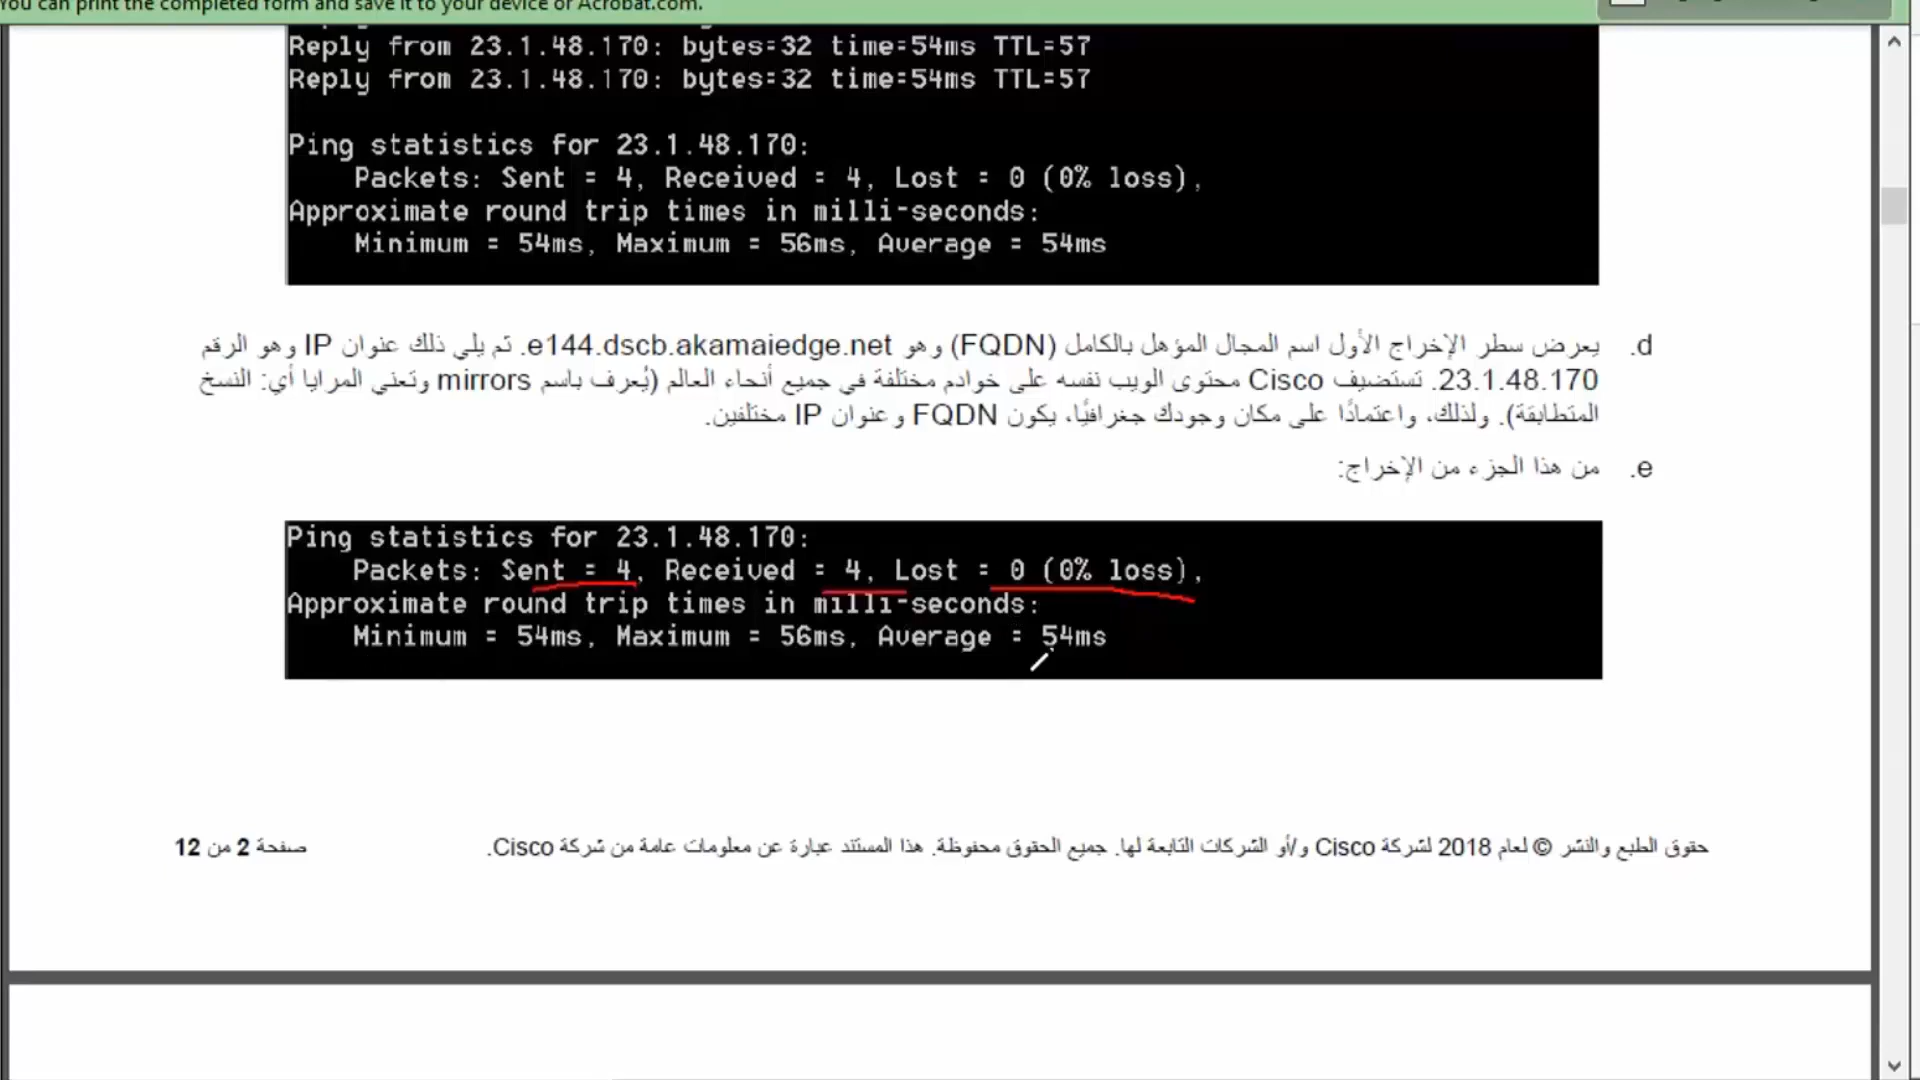 You can print the completed form and save it to your device or Acrobat.com.
Reply from 23.1.48.170: bytes=32 time=54ms TTL=57
Reply from 23.1.48.170: bytes=32 time=54ms TTL=57
Ping statistics for 23.1.48.170:
Packets: Sent = 4, Received = 4, Lost = 0 (0% loss),
Approximate round trip times in milli-seconds:
Minimum = 54ms, Maximum = 56ms, Average = 54ms
d. يعرض سطر الإخراج الأول اسم المجال المؤهل بالكامل (FQDN) وهو e144.dscb.akamaiedge.net. ثم يلي ذلك عنوان IP وهو الرقم
23.1.48.170. تستضيف Cisco محتوى الويب نفسه على خوادم مختلفة في جميع أنحاء العالم (يُعرف باسم mirrors وتعني المرايا أي: النسخ
المتطابقة). ولذلك، واعتمادًا على مكان وجودك جغرافيًا، يكون FQDN وعنوان IP مختلفين.
e. من هذا الجزء من الإخراج:
Ping statistics for 23.1.48.170:
Packets: Sent = 4, Received = 4, Lost = 0 (0% loss),
Approximate round trip times in milli-seconds:
Minimum = 54ms, Maximum = 56ms, Average = 54ms
حقوق الطبع والنشر © لعام 2018 لشركة Cisco و/أو الشركات التابعة لها. جميع الحقوق محفوظة. هذا المستند عبارة عن معلومات عامة من شركة Cisco. صفحة 2 من 12